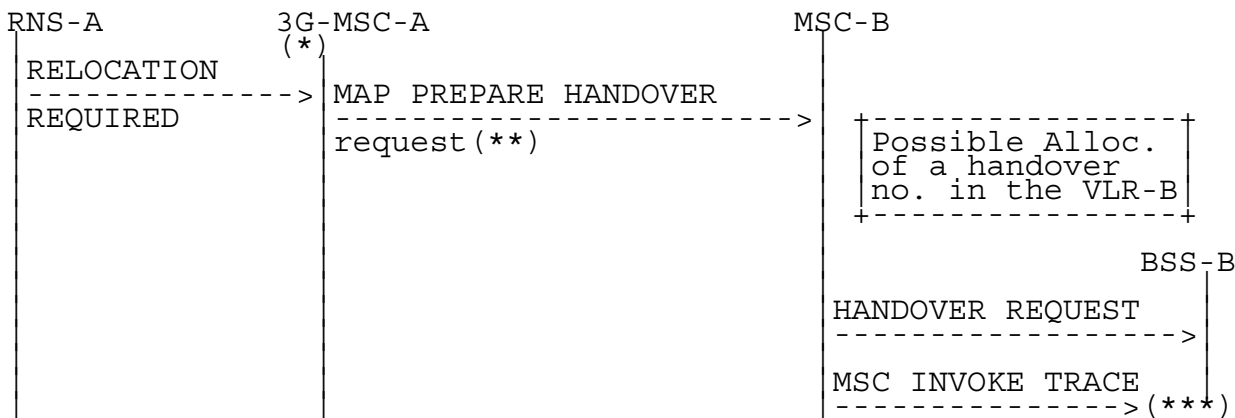 RNS-A 3G-MSC-A MSC-B
(*)
RELOCATION
-------------->
MAP PREPARE HANDOVER
REQUIRED
------------------------->
request(**)
+----------------+
Possible Alloc.
of a handover
no. in the VLR-B
+----------------+
BSS-B
HANDOVER REQUEST
------------------->
MSC INVOKE TRACE
---------------->(***)